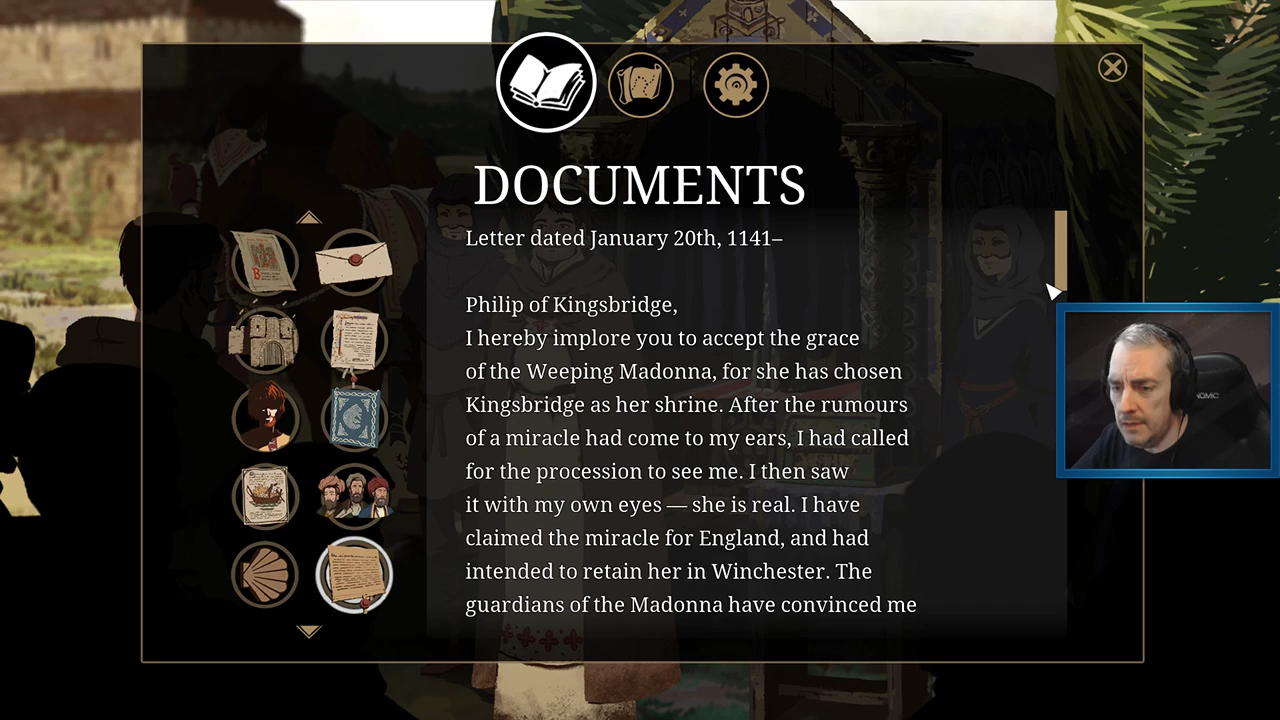 DOCUMENTS
Letter dated January 20th, 1141–
Philip of Kingsbridge,
I hereby implore you to accept the grace
of the Weeping Madonna, for she has chosen
Kingsbridge as her shrine. After the rumours
of a miracle had come to my ears, I had called
for the procession to see me. I then saw
it with my own eyes — she is real. I have
claimed the miracle for England, and had
intended to retain her in Winchester. The
guardians of the Madonna have convinced me